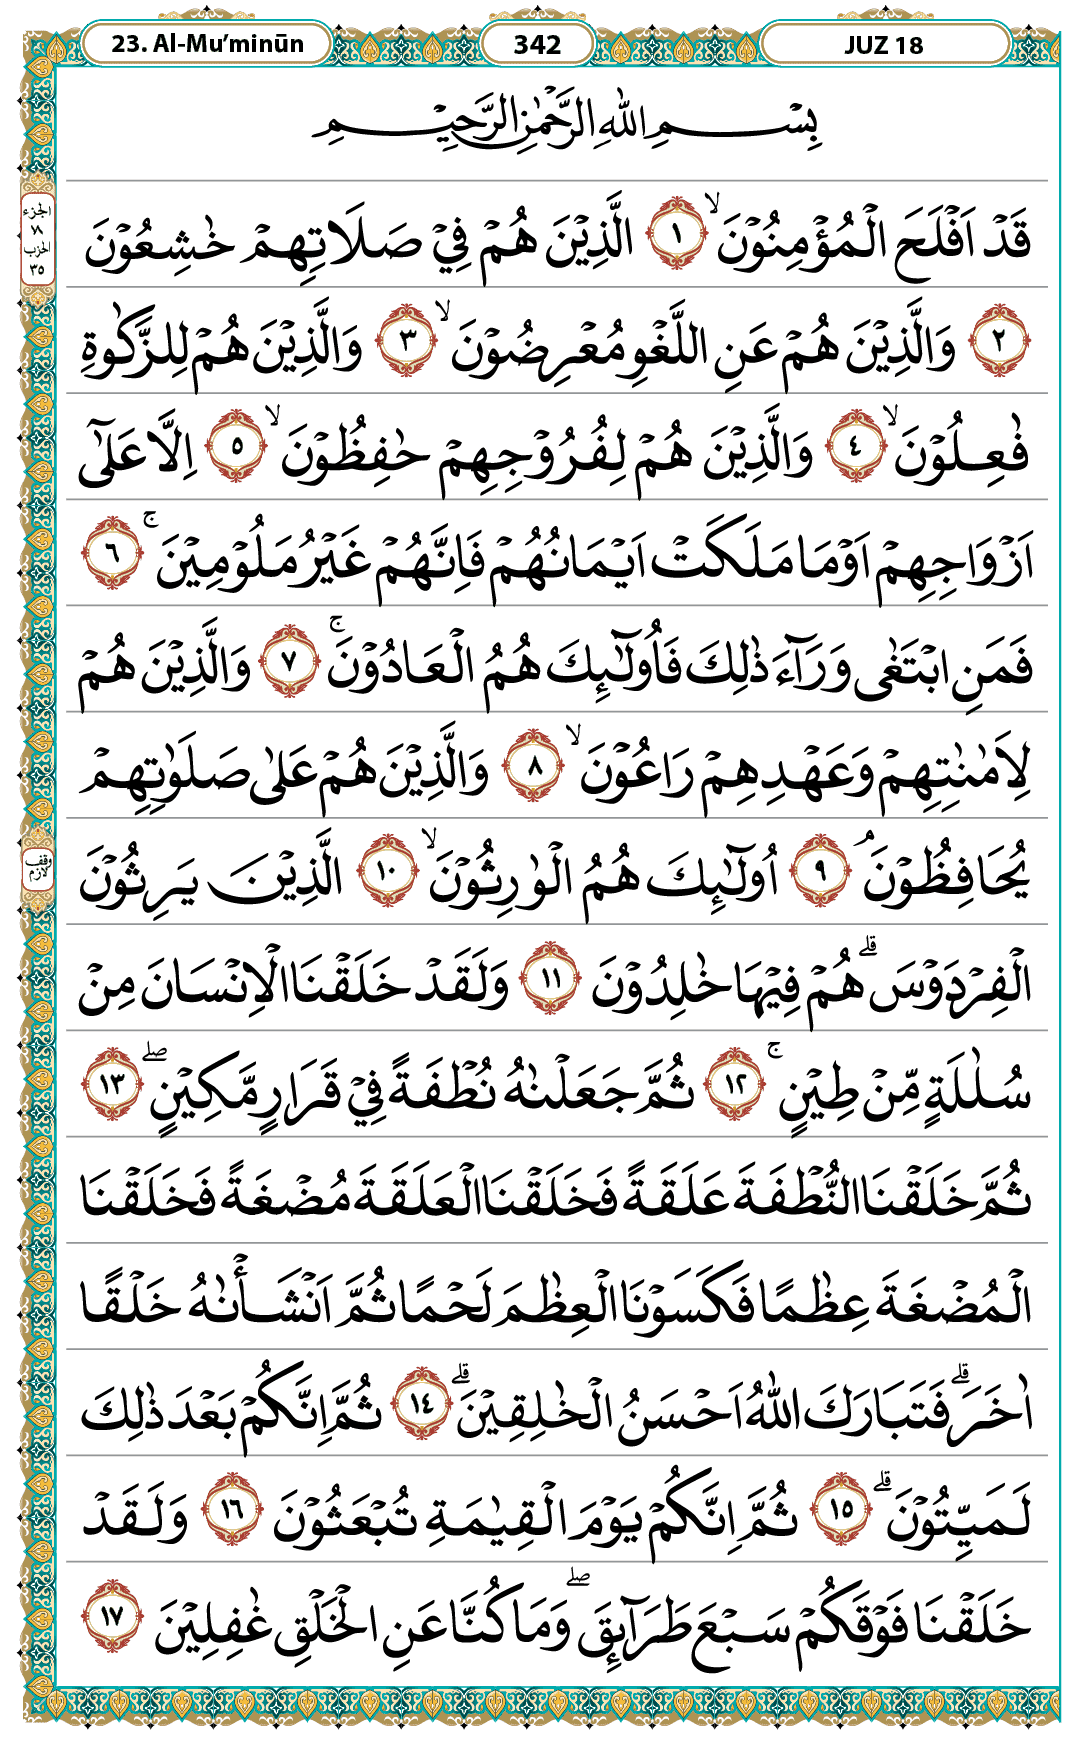 23. Al-Mu’minūn
342
JUZ 18
بِسْمِ اللّٰهِ الرَّحْمٰنِ الرَّحِيْمِ
قَدْ اَفْلَحَ الْمُؤْمِنُوْنَ ۙ ١ الَّذِيْنَ هُمْ فِيْ صَلَاتِهِمْ خٰشِعُوْنَ
٢ وَالَّذِيْنَ هُمْ عَنِ اللَّغْوِ مُعْرِضُوْنَ ۙ ٣ وَالَّذِيْنَ هُمْ لِلزَّكٰوةِ
فٰعِلُوْنَ ۙ ٤ وَالَّذِيْنَ هُمْ لِفُرُوْجِهِمْ حٰفِظُوْنَ ۙ ٥ اِلَّا عَلٰٓى
اَزْوَاجِهِمْ اَوْ مَا مَلَكَتْ اَيْمَانُهُمْ فَاِنَّهُمْ غَيْرُ مَلُوْمِيْنَ ۚ ٦
فَمَنِ ابْتَغٰى وَرَاۤءَ ذٰلِكَ فَاُولٰۤىِٕكَ هُمُ الْعَادُوْنَ ۚ ٧ وَالَّذِيْنَ هُمْ
لِاَمٰنٰتِهِمْ وَعَهْدِهِمْ رَاعُوْنَ ۙ ٨ وَالَّذِيْنَ هُمْ عَلٰى صَلَوٰتِهِمْ
يُحَافِظُوْنَ ۘ ٩ اُولٰۤىِٕكَ هُمُ الْوٰرِثُوْنَ ۙ ١٠ الَّذِيْنَ يَرِثُوْنَ
الْفِرْدَوْسَ ۗ هُمْ فِيْهَا خٰلِدُوْنَ ١١ وَلَقَدْ خَلَقْنَا الْاِنْسَانَ مِنْ
سُلٰلَةٍ مِّنْ طِيْنٍ ۚ ١٢ ثُمَّ جَعَلْنٰهُ نُطْفَةً فِيْ قَرَارٍ مَّكِيْنٍ ۖ ١٣
ثُمَّ خَلَقْنَا النُّطْفَةَ عَلَقَةً فَخَلَقْنَا الْعَلَقَةَ مُضْغَةً فَخَلَقْنَا
الْمُضْغَةَ عِظٰمًا فَكَسَوْنَا الْعِظٰمَ لَحْمًا ثُمَّ اَنْشَأْنٰهُ خَلْقًا
اٰخَرَ ۗ فَتَبَارَكَ اللّٰهُ اَحْسَنُ الْخٰلِقِيْنَ ۗ ١٤ ثُمَّ اِنَّكُمْ بَعْدَ ذٰلِكَ
لَمَيِّتُوْنَ ۗ ١٥ ثُمَّ اِنَّكُمْ يَوْمَ الْقِيٰمَةِ تُبْعَثُوْنَ ١٦ وَلَقَدْ
خَلَقْنَا فَوْقَكُمْ سَبْعَ طَرَاۤىِٕقَ ۖ وَمَا كُنَّا عَنِ الْخَلْقِ غٰفِلِيْنَ ١٧
الجزء
١٨
الحزب
٣٥
وقف
لازم